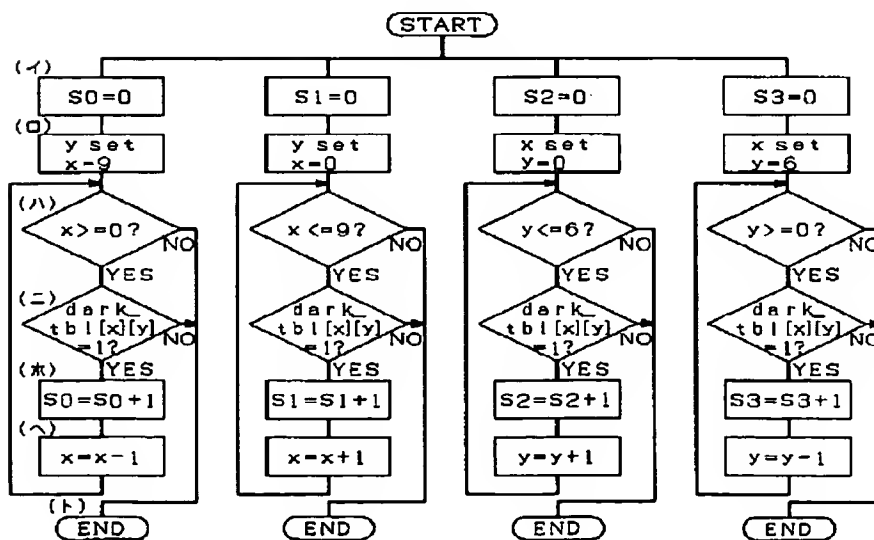 START
(イ)
S0=0
S1=0
S2=0
S3=0
(ロ)
y set
x-9
y set
x=0
x set
y=0
x set
y=6
(ハ)
x>=0?
NO
YES
x<=9?
NO
YES
y<=6?
NO
YES
y>=0?
NO
YES
(ニ)
dark_
tbl[x][y]
=1?
NO
YES
dark_
tbl[x][y]
=1?
NO
YES
dark_
tbl[x][y]
=1?
NO
YES
dark_
tbl[x][y]
=1?
NO
YES
(ホ)
S0=S0+1
S1=S1+1
S2=S2+1
S3=S3+1
(ヘ)
x=x-1
x=x+1
y=y+1
y=y-1
(ト)
END
END
END
END